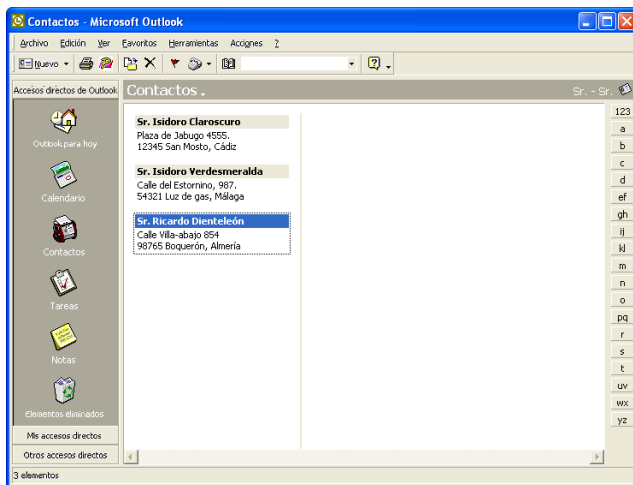 Contactos - Microsoft Outlook
Archivo Edición Ver Favoritos Herramientas Acciones ?
Nuevo
Accesos directos de Outlook
Contactos .
Sr. - Sr.
Outlook para hoy
Calendario
Contactos
Tareas
Notas
Elementos eliminados
Mis accesos directos
Otros accesos directos
Sr. Isidoro Claroscuro
Plaza de Jabugo 4555.
12345 San Mosto, Cádiz
Sr. Isidoro Verdesmeralda
Calle del Estornino, 987.
54321 Luz de gas, Málaga
Sr. Ricardo Dienteleón
Calle Villa-abajo 854
98765 Boquerón, Almería
123
a
b
c
d
ef
gh
ij
kl
m
n
o
pq
r
s
t
uv
wx
yz
3 elementos